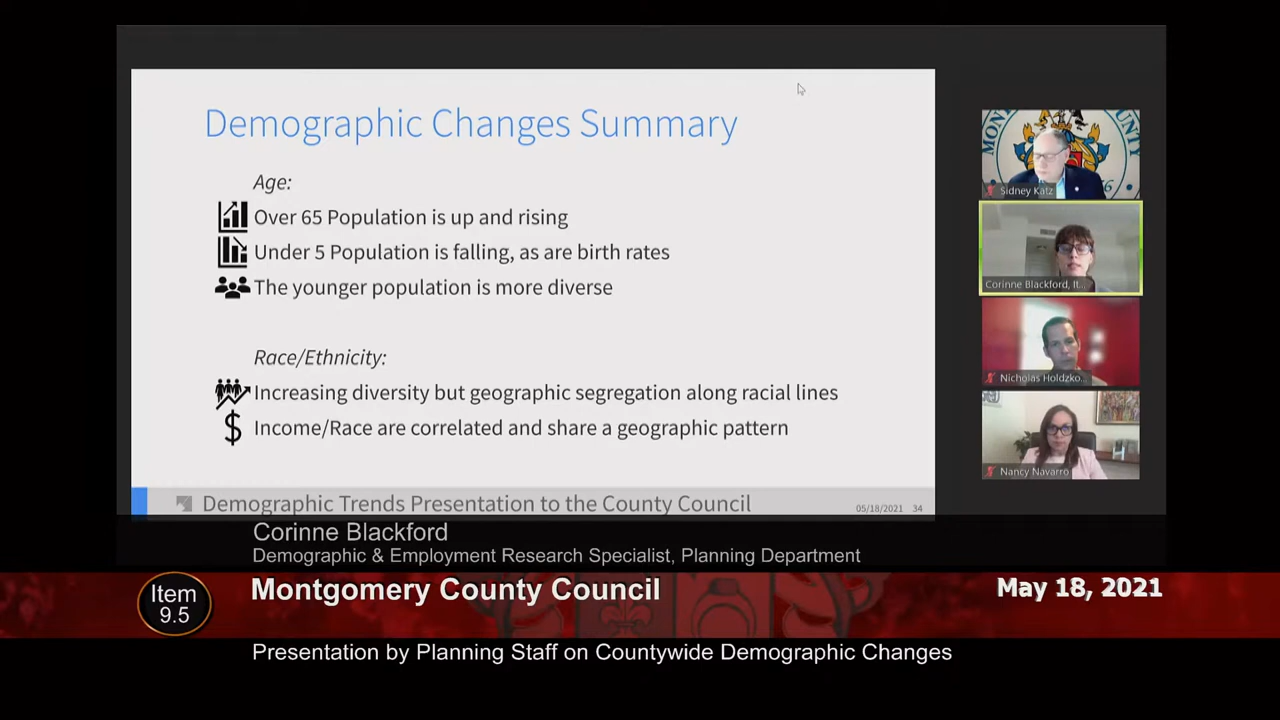 Demographic Changes Summary
Age:
Over 65 Population is up and rising
Under 5 Population is falling, as are birth rates
The younger population is more diverse
Race/Ethnicity:
Increasing diversity but geographic segregation along racial lines
$ Income/Race are correlated and share a geographic pattern
Demographic Trends Presentation to the County Council
05/18/2021 34
Sidney Katz
Corinne Blackford, It...
Nicholas Holdzko...
Nancy Navarro
Corinne Blackford
Demographic & Employment Research Specialist, Planning Department
Item
9.5
Montgomery County Council
May 18, 2021
Presentation by Planning Staff on Countywide Demographic Changes